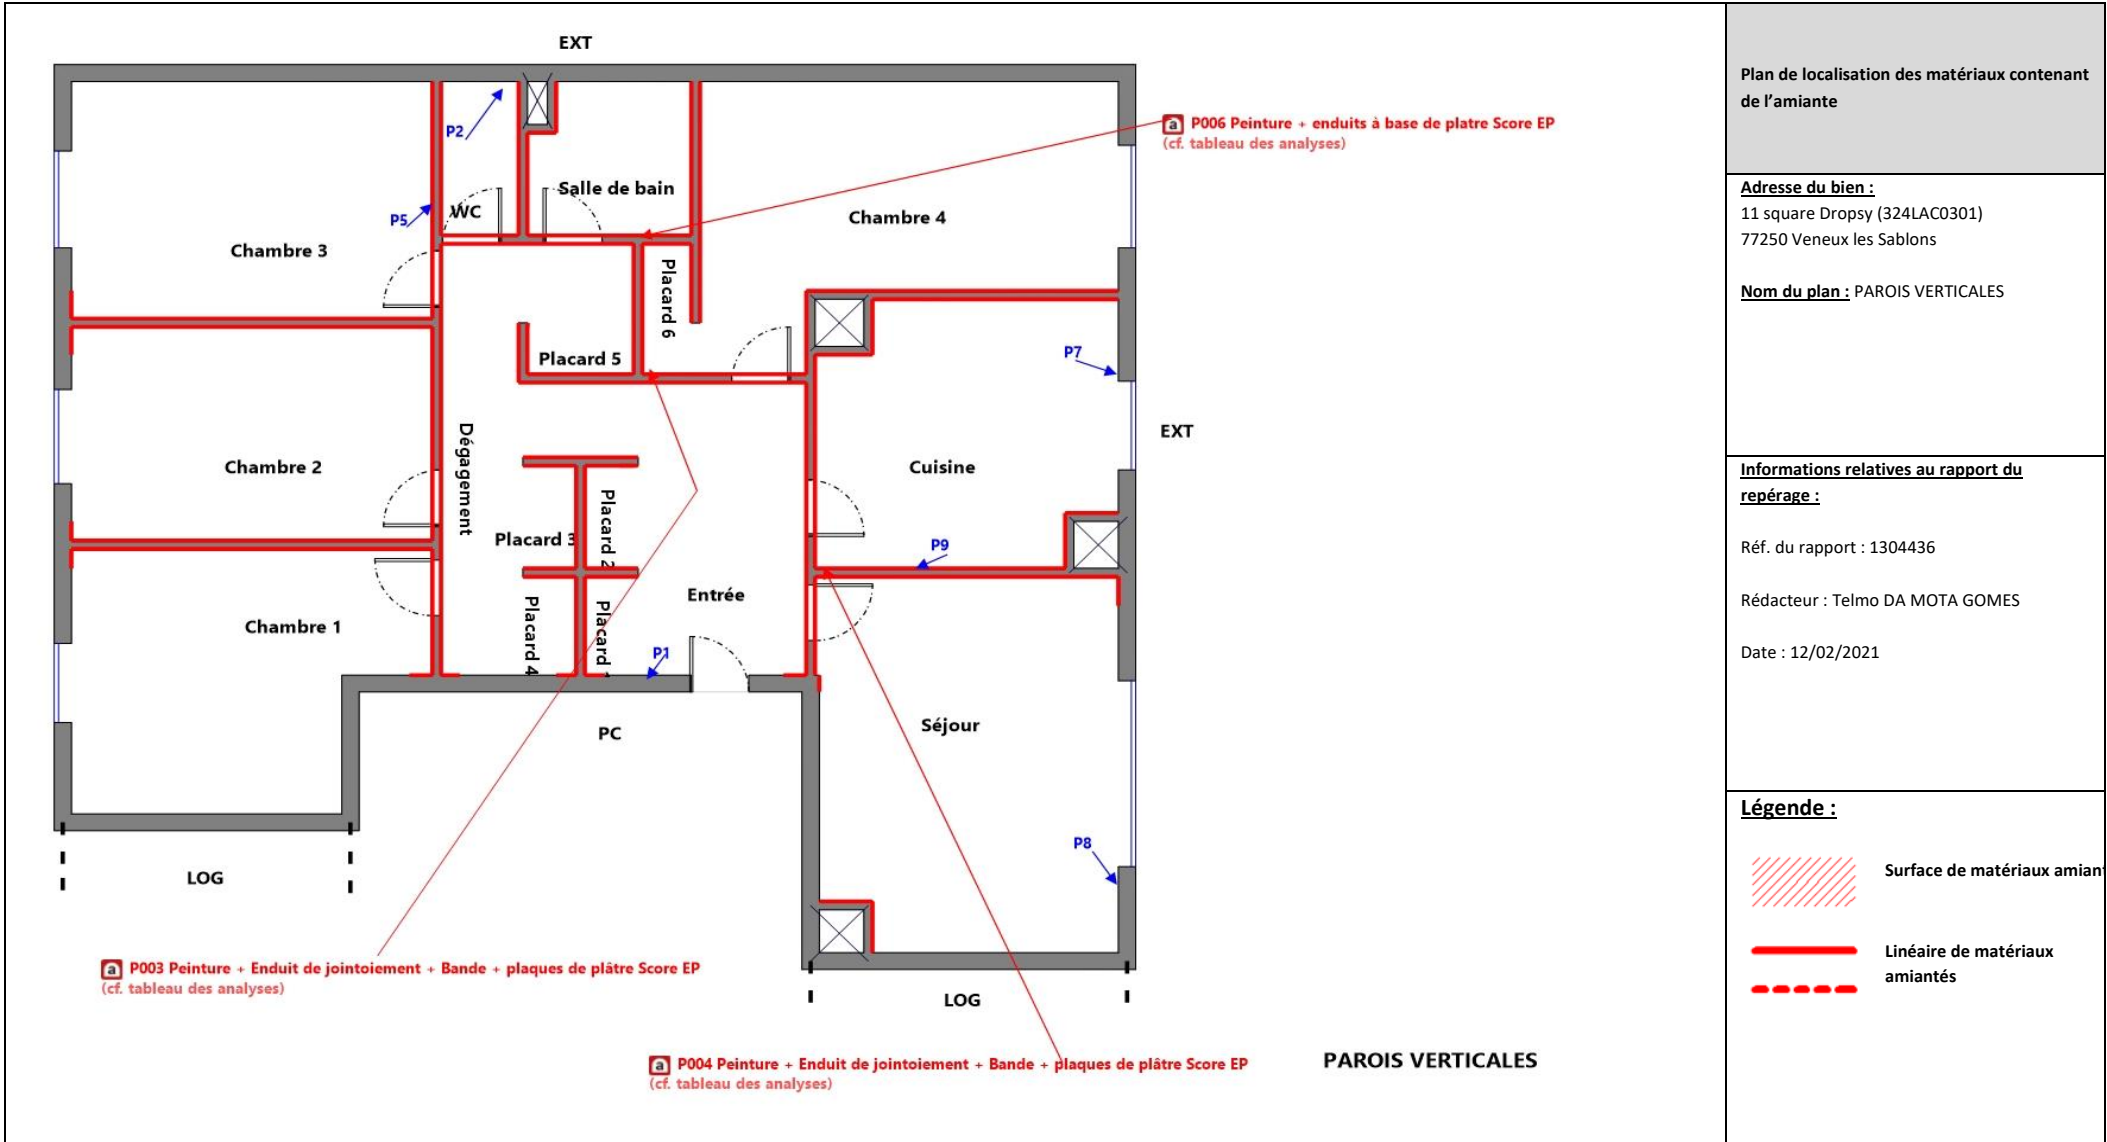 EXT
P2
a P006 Peinture + enduits à base de platre Score EP
(cf. tableau des analyses)
Salle de bain
P5
WC
Chambre 4
Chambre 3
Placard 6
Placard 5
P7
EXT
Dégagement
Chambre 2
Cuisine
Placard 2
Placard 3
P9
Entrée
Placard 4
Placard
Chambre 1
P1
Séjour
PC
P8
LOG
a P003 Peinture + Enduit de jointoiement + Bande + plaques de plâtre Score EP
(cf. tableau des analyses)
LOG
a P004 Peinture + Enduit de jointoiement + Bande + plaques de plâtre Score EP
(cf. tableau des analyses)
PAROIS VERTICALES
Plan de localisation des matériaux contenant
de l’amiante
Adresse du bien :
11 square Dropsy (324LAC0301)
77250 Veneux les Sablons
Nom du plan : PAROIS VERTICALES
Informations relatives au rapport du
repérage :
Réf. du rapport : 1304436
Rédacteur : Telmo DA MOTA GOMES
Date : 12/02/2021
Légende :
Surface de matériaux amian
Linéaire de matériaux
amiantés